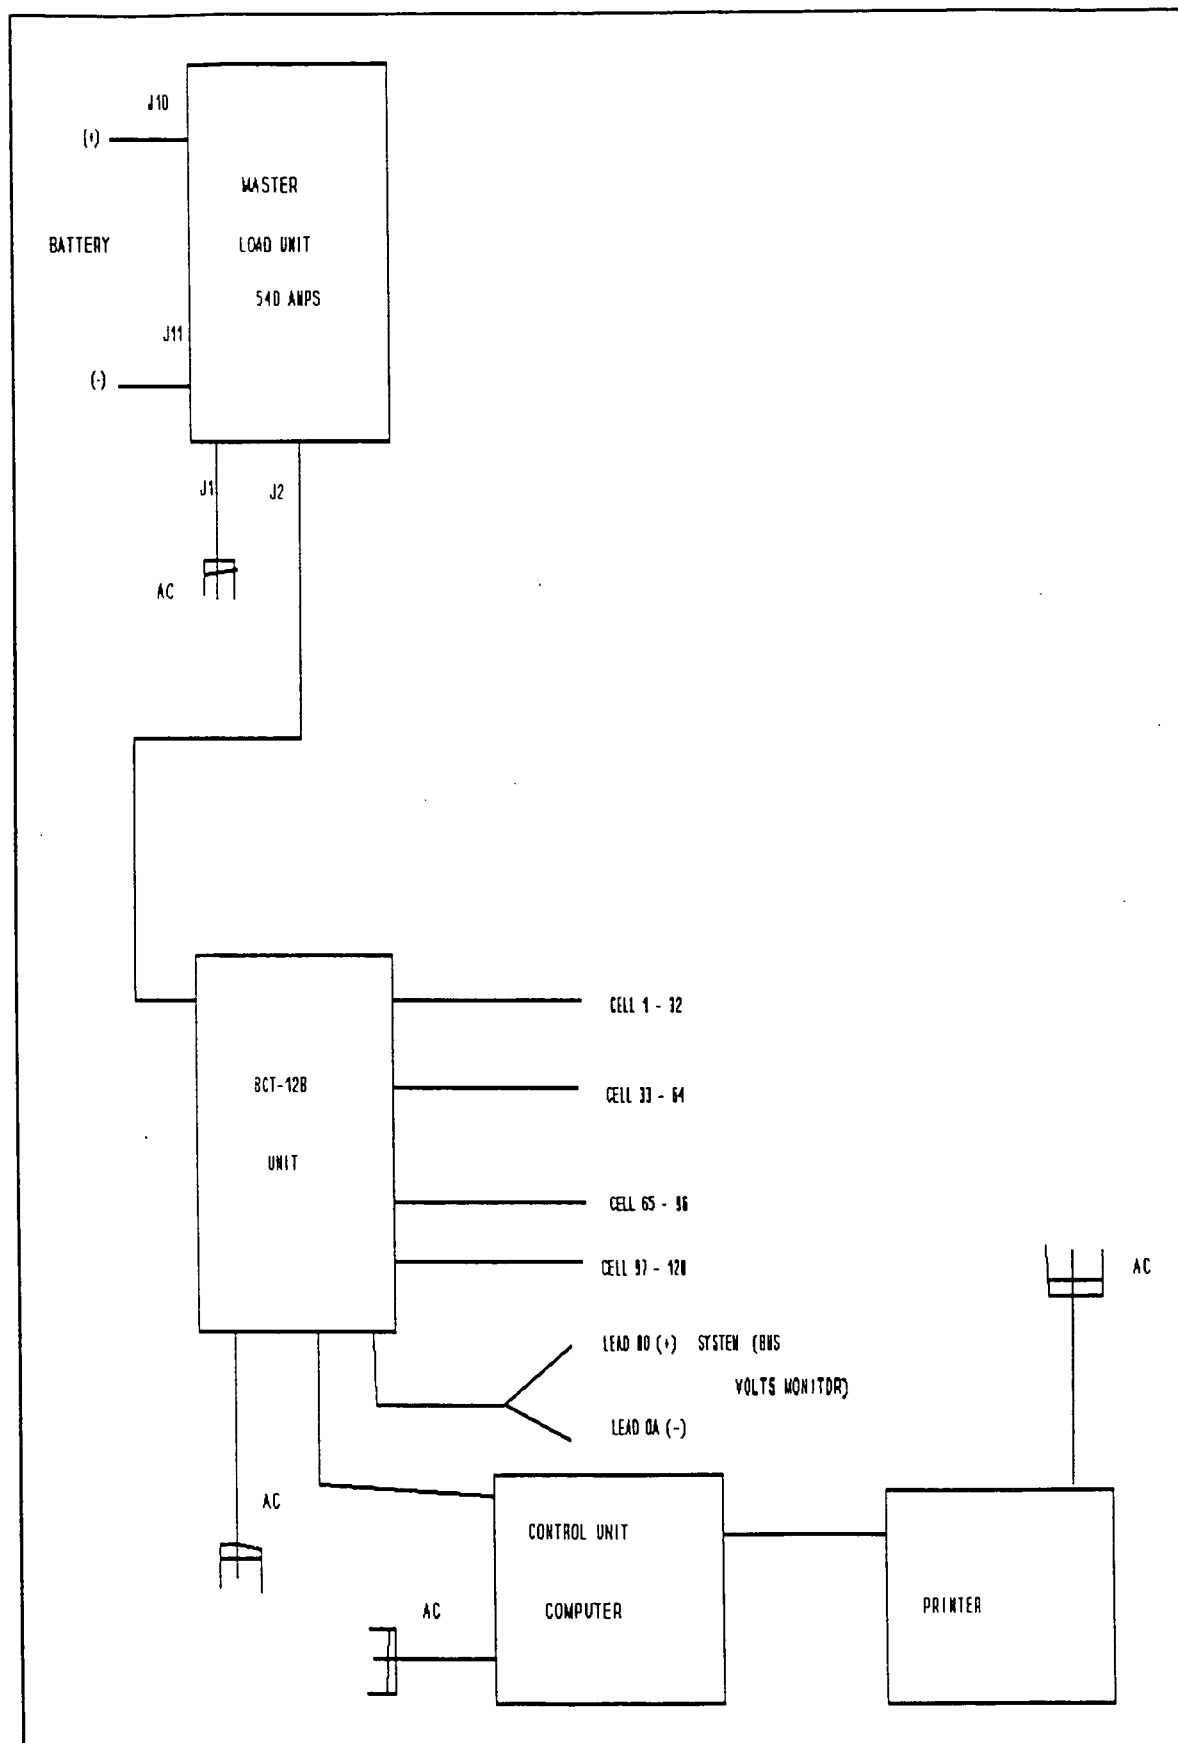 J10
(+)
MASTER
BATTERY
LOAD UNIT
540 AMPS
J11
(-)
J1
J2
AC
CELL 1 - 32
BCT-128
CELL 33 - 64
UNIT
CELL 65 - 96
CELL 97 - 128
AC
LEAD (+) SYSTEM (BUS
VOLTS MONITOR)
LEAD (-)
AC
CONTROL UNIT
COMPUTER
AC
PRINTER